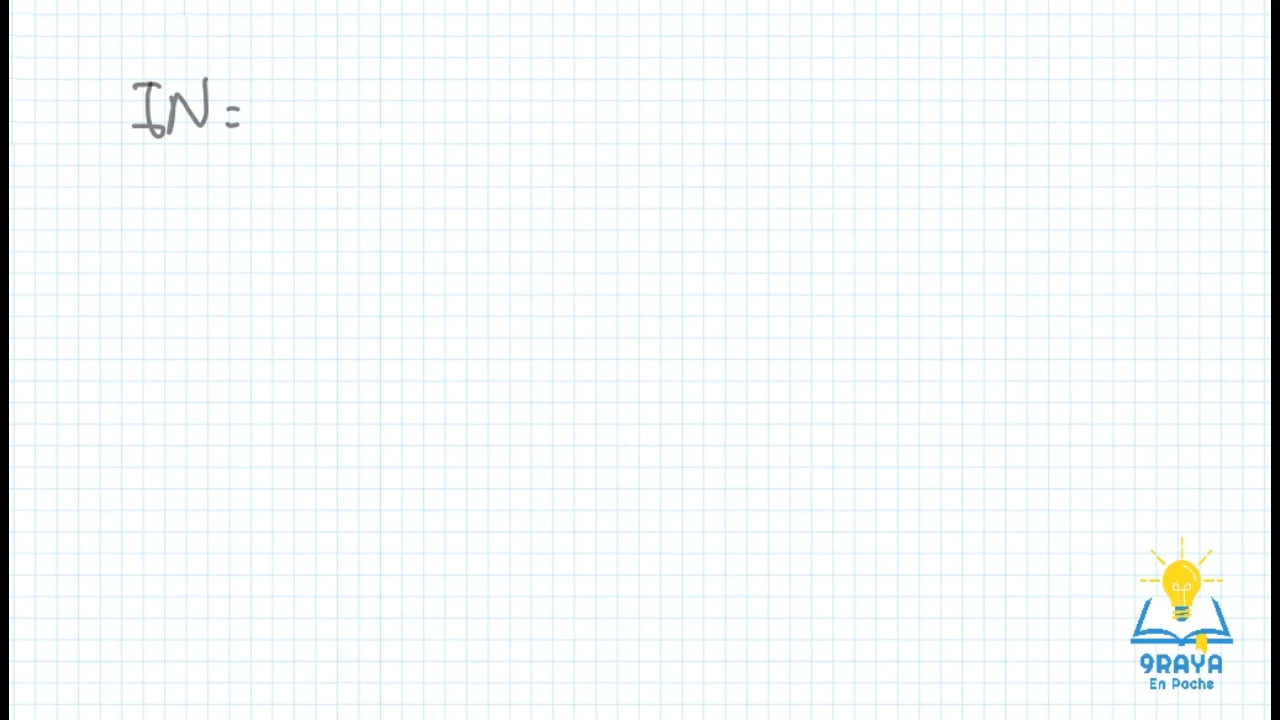 IN =
9RAYA
En Poche